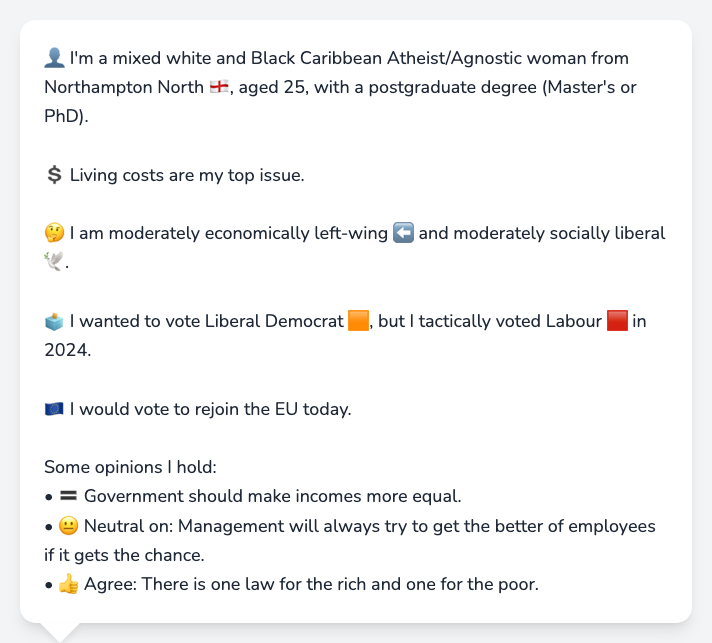 👤 I'm a mixed white and Black Caribbean Atheist/Agnostic woman from
Northampton North 🏴󠁧󠁢󠁥󠁮󠁧󠁿, aged 25, with a postgraduate degree (Master's or
PhD).
💲 Living costs are my top issue.
🤔 I am moderately economically left-wing ⬅️ and moderately socially liberal
🕊️.
🗳️ I wanted to vote Liberal Democrat 🟧, but I tactically voted Labour 🟥 in
2024.
🇪🇺 I would vote to rejoin the EU today.
Some opinions I hold:
• 🟰 Government should make incomes more equal.
• 😐 Neutral on: Management will always try to get the better of employees
if it gets the chance.
• 👍 Agree: There is one law for the rich and one for the poor.